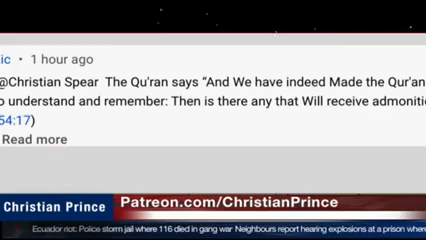 ic • 1 hour ago
@Christian Spear The Qu'ran says “And We have indeed Made the Qur'an
o understand and remember: Then is there any that Will receive admoniti
54:17)
Read more
Christian Prince
Patreon.com/ChristianPrince
Ecuador riot: Police storm jail where 116 died in gang war Neighbours report hearing explosions at a prison where